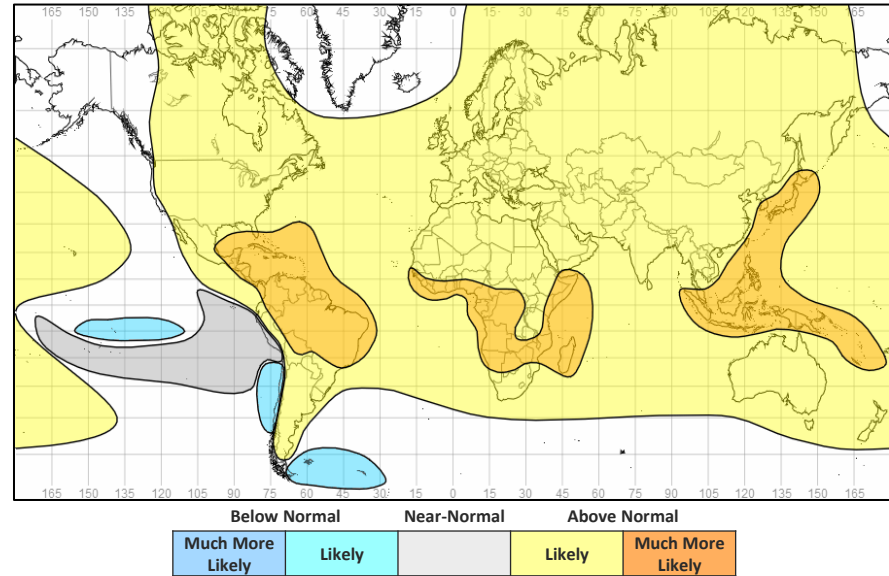 165 150 135 120 105 90 75 60 45 30 15 0 15 30 45 60 75 90 105 120 135 150 165
165 150 135 120 105 90 75 60 45 30 15 0 15 30 45 60 75 90 105 120 135 150 165
Below Normal Near-Normal Above Normal
Much More Likely Likely Much More
Likely Likely